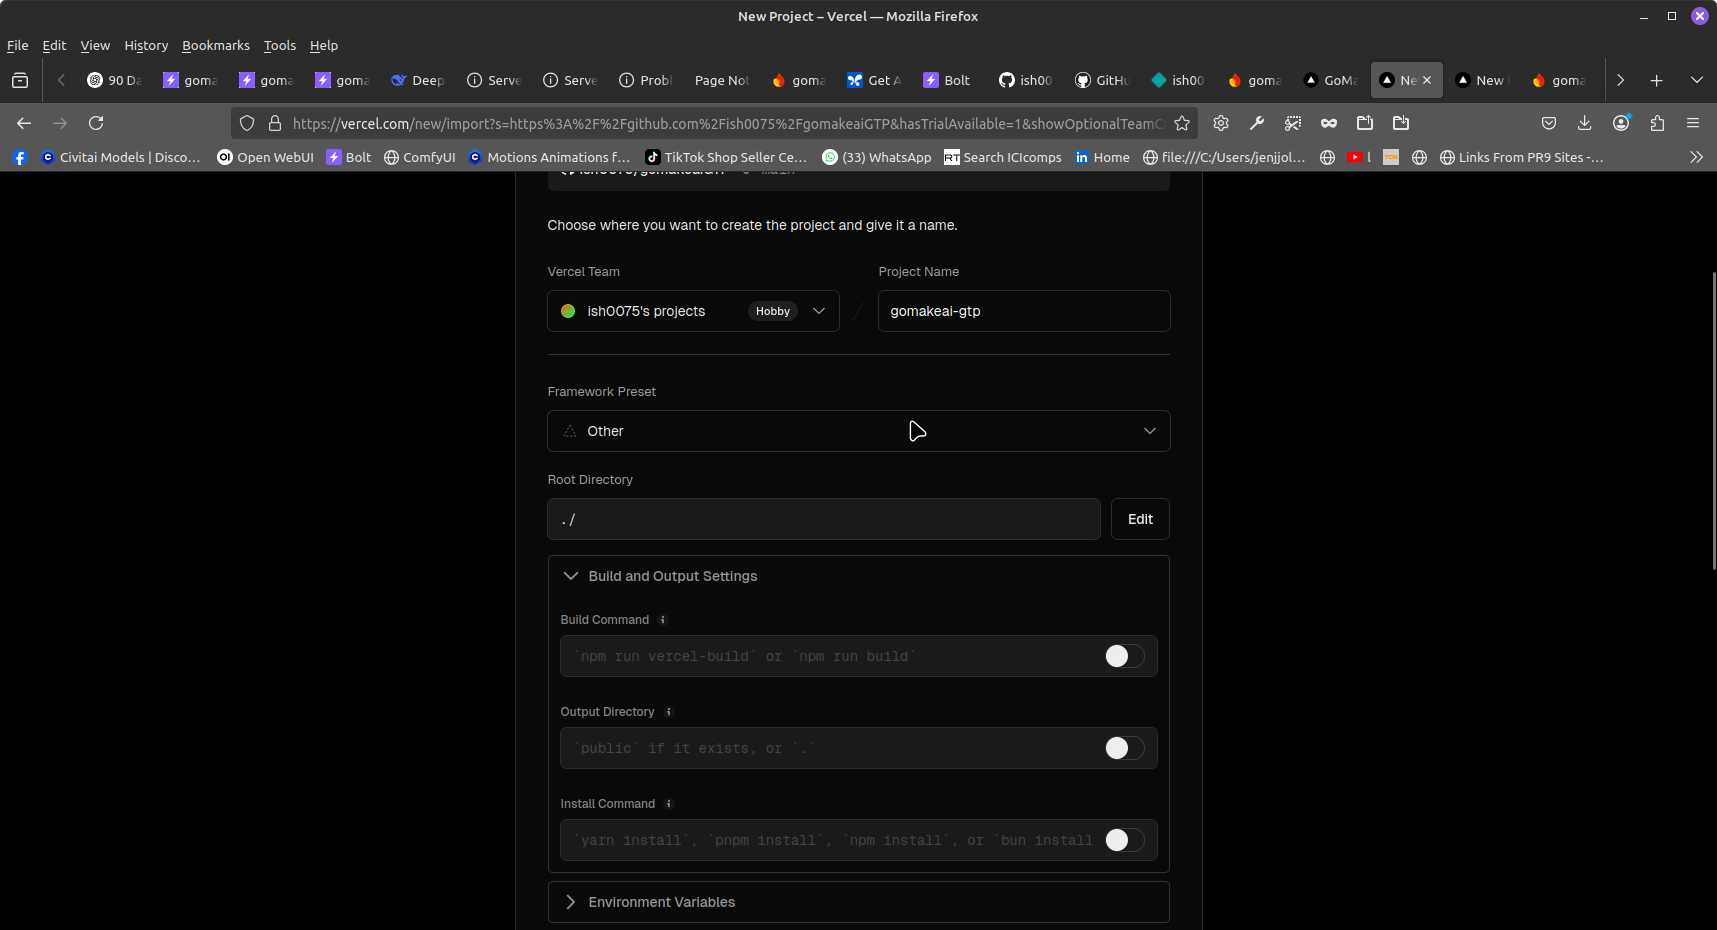 New Project – Vercel — Mozilla Firefox
File Edit View History Bookmarks Tools Help
90 Da goma goma goma Deep Serve Serve Probl Page Not goma Get A Bolt ish00 GitHu ish00 goma GoMa Ne New goma
https://vercel.com/new/import?s=https%3A%2F%2Fgithub.com%2Fish0075%2FgomakeaiGTP&hasTrialAvailable=1&showOptionalTeamC
Civitai Models | Disco... Open WebUI Bolt ComfyUI Motions Animations f... TikTok Shop Seller Ce... (33) WhatsApp RT Search ICIcomps Home file:///C:/Users/jenjjol... l Links From PR9 Sites -...
Choose where you want to create the project and give it a name.
Vercel Team Project Name
ish0075's projects Hobby / gomakeai-gtp
Framework Preset
Other
Root Directory
./ Edit
Build and Output Settings
Build Command
`npm run vercel-build` or `npm run build`
Output Directory
`public` if it exists, or `.`
Install Command
`yarn install`, `pnpm install`, `npm install`, or `bun install
Environment Variables